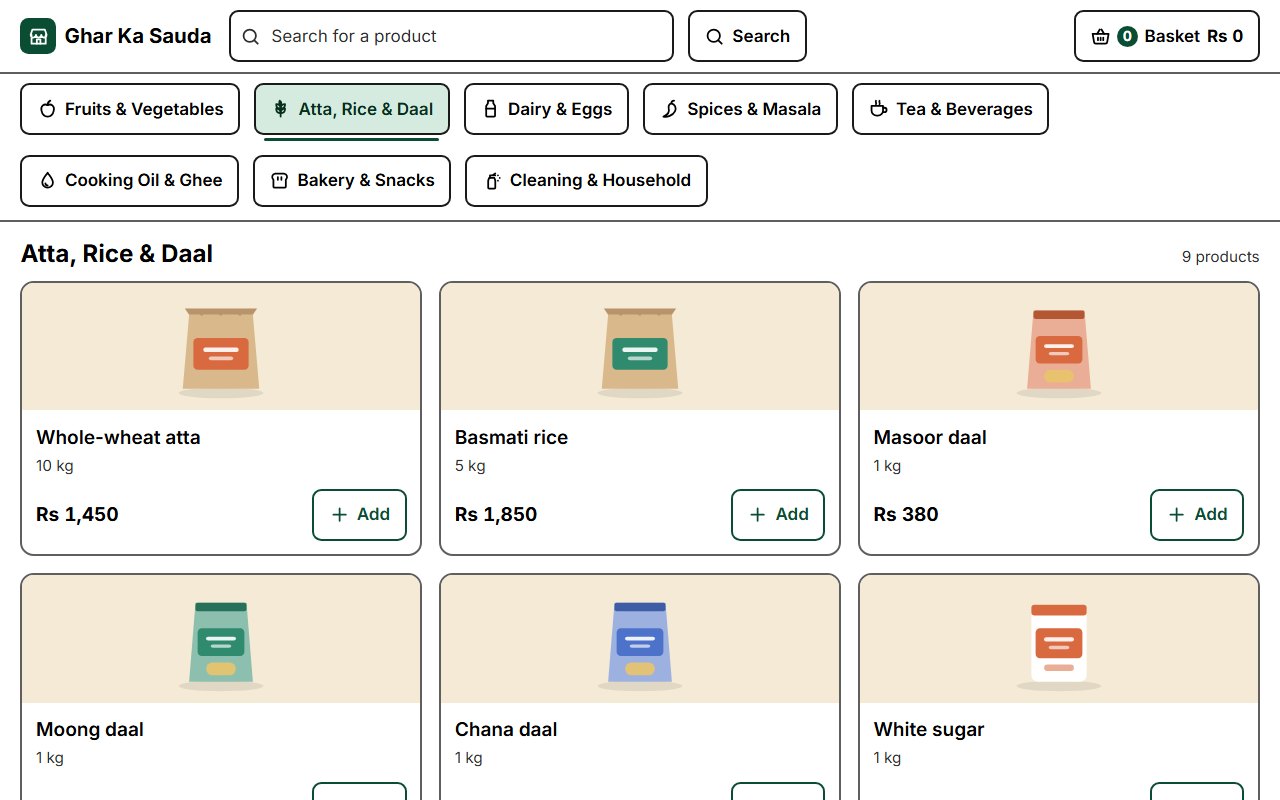 Ghar Ka Sauda
Search for a product
Search
0 Basket Rs 0
Fruits & Vegetables
Atta, Rice & Daal
Dairy & Eggs
Spices & Masala
Tea & Beverages
Cooking Oil & Ghee
Bakery & Snacks
Cleaning & Household
Atta, Rice & Daal
9 products
Whole-wheat atta
10 kg
Rs 1,450
Add
Basmati rice
5 kg
Rs 1,850
Add
Masoor daal
1 kg
Rs 380
Add
Moong daal
1 kg
Chana daal
1 kg
White sugar
1 kg